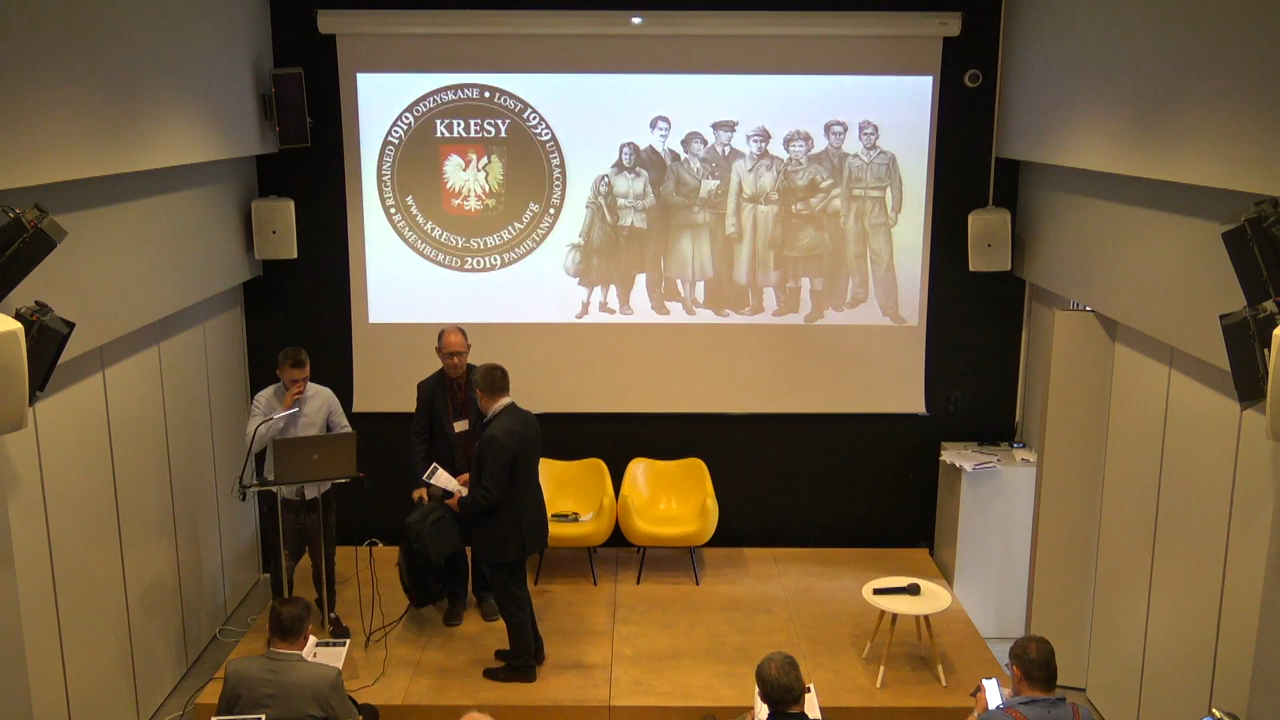 REGAINED 1919 ODZYSKANE • LOST 1939 UTRACONE •
KRESY
www.KRESY-SYBERIA.org
• REMEMBERED 2019 PAMIĘTANE •